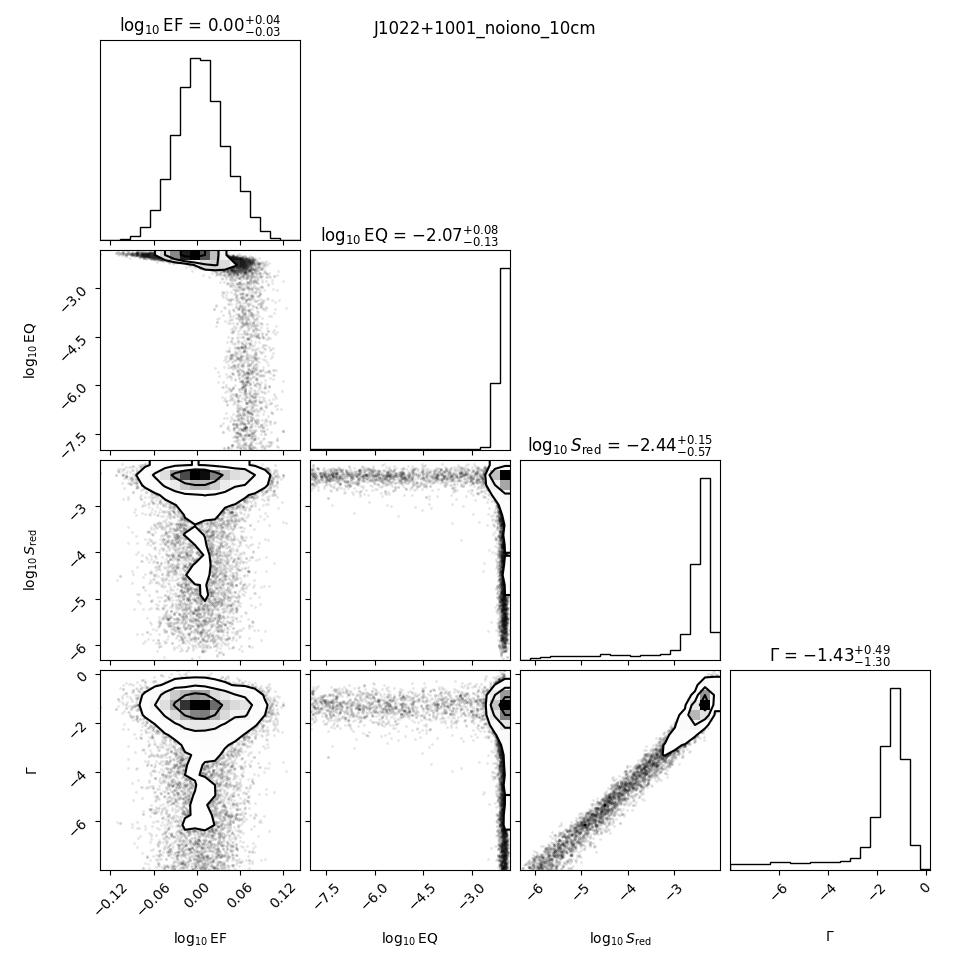 log₁₀ EF = 0.00⁺⁰·⁰⁴₋₀.₀₃
J1022+1001_noiono_10cm
log₁₀ EQ = −2.07⁺⁰·⁰⁸₋₀.₁₃
log₁₀ EQ
−3.0
−4.5
−6.0
−7.5
log₁₀ S_red = −2.44⁺⁰·¹⁵₋₀.₅₇
log₁₀ S_red
−3
−4
−5
−6
Γ = −1.43⁺⁰·⁴⁹₋₁.₃₀
Γ
0
−2
−4
−6
−0.12 −0.06 0.00 0.06 0.12
−7.5 −6.0 −4.5 −3.0
−6 −5 −4 −3
−6 −4 −2 0
log₁₀ EF
log₁₀ EQ
log₁₀ S_red
Γ